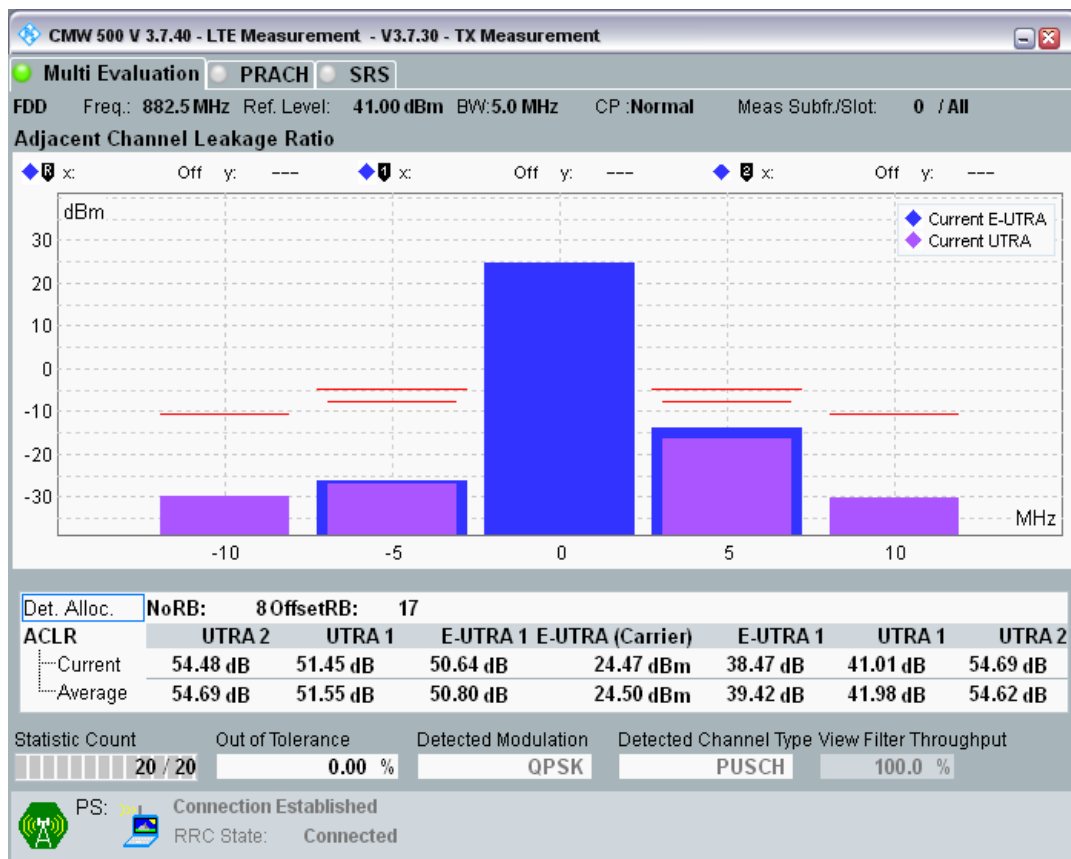 CMW 500 V 3.7.40 - LTE Measurement - V3.7.30 - TX Measurement
Multi Evaluation PRACH SRS
FDD Freq.: 882.5 MHz Ref. Level: 41.00 dBm BW:5.0 MHz CP :Normal Meas Subfr./Slot: 0 / All
Adjacent Channel Leakage Ratio
R x: Off y: --- 1 x: Off y: --- 2 x: Off y: ---
dBm
Current E-UTRA
Current UTRA
30
20
10
0
-10
-20
-30
MHz
-10 -5 0 5 10
Det. Alloc. NoRB: 8 OffsetRB: 17
ACLR UTRA 2 UTRA 1 E-UTRA 1 E-UTRA (Carrier) E-UTRA 1 UTRA 1 UTRA 2
Current 54.48 dB 51.45 dB 50.64 dB 24.47 dBm 38.47 dB 41.01 dB 54.69 dB
Average 54.69 dB 51.55 dB 50.80 dB 24.50 dBm 39.42 dB 41.98 dB 54.62 dB
Statistic Count Out of Tolerance Detected Modulation Detected Channel Type View Filter Throughput
20 / 20 0.00 % QPSK PUSCH 100.0 %
PS: Connection Established
RRC State: Connected